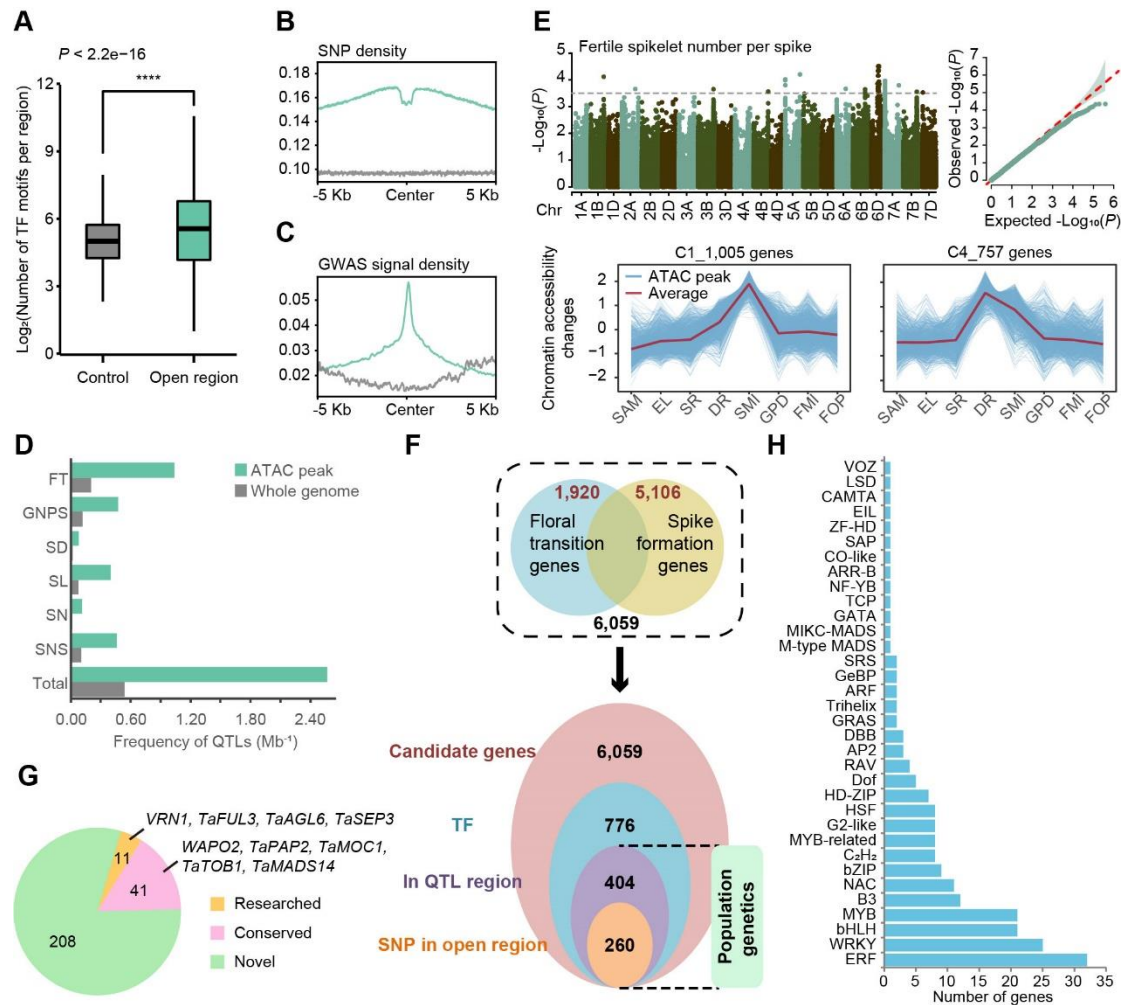 A
P < 2.2e−16
****
Log₂(Number of TF motifs per region)
12
9
6
3
0
Control
Open region
B
SNP density
0.18
0.16
0.14
0.12
0.10
-5 Kb
Center
5 Kb
C
GWAS signal density
0.05
0.04
0.03
0.02
-5 Kb
Center
5 Kb
E
Fertile spikelet number per spike
-Log₁₀(P)
5
4
3
2
1
0
Chr
1A
1B
1D
2A
2B
2D
3A
3B
3D
4A
4B
4D
5A
5B
5D
6A
6B
6D
7A
7B
7D
Observed -Log₁₀(P)
7
6
5
4
3
2
1
0
0 1 2 3 4 5 6
Expected -Log₁₀(P)
C1_1,005 genes
C4_757 genes
Chromatin accessibility
changes
2
1
0
−1
−2
ATAC peak
Average
SAM
EL
SR
DR
SMI
GPD
FMI
FOP
SAM
EL
SR
DR
SMI
GPD
FMI
FOP
D
ATAC peak
Whole genome
FT
GNPS
SD
SL
SN
SNS
Total
0.00 0.60 1.20 1.80 2.40
Frequency of QTLs (Mb⁻¹)
F
1,920
5,106
Floral
transition
genes
Spike
formation
genes
6,059
Candidate genes
6,059
TF
776
In QTL region
404
SNP in open region
260
Population
genetics
G
VRN1, TaFUL3, TaAGL6, TaSEP3
WAPO2, TaPAP2, TaMOC1,
TaTOB1, TaMADS14
11
41
208
Researched
Conserved
Novel
H
VOZ
LSD
CAMTA
EIL
ZF-HD
SAP
CO-like
ARR-B
NF-YB
TCP
GATA
MIKC-MADS
M-type MADS
SRS
GeBP
ARF
Trihelix
GRAS
DBB
AP2
RAV
Dof
HD-ZIP
HSF
G2-like
MYB-related
C₂H₂
bZIP
NAC
B3
MYB
bHLH
WRKY
ERF
0 5 10 15 20 25 30 35
Number of genes